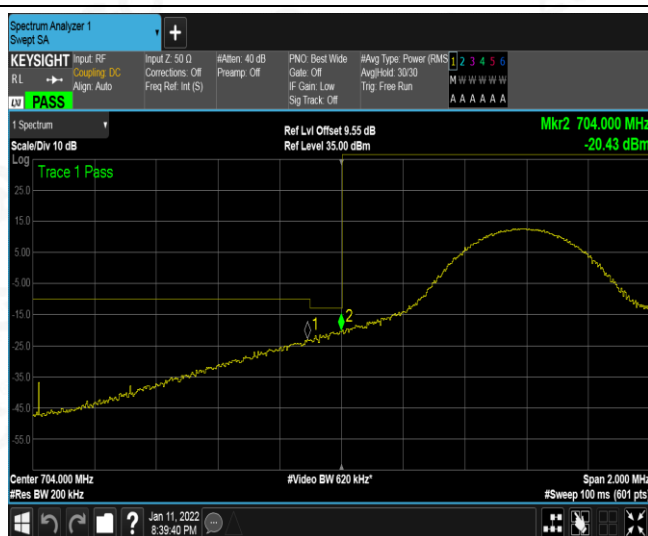 Spectrum Analyzer 1
Swept SA
+
KEYSIGHT Input: RF Input Z: 50 Ω #Atten: 40 dB PNO: Best Wide #Avg Type: Power (RMS 1 2 3 4 5 6
RL Coupling: DC Corrections: Off Preamp: Off Gate: Off Avg|Hold: 30/30 M W W W W W
Align: Auto Freq Ref: Int (S) IF Gain: Low Trig: Free Run
Sig Track: Off A A A A A A
LXI PASS
1 Spectrum Ref Lvl Offset 9.55 dB Mkr2 704.000 MHz
Scale/Div 10 dB Ref Level 35.00 dBm -20.43 dBm
Log
Trace 1 Pass
25.0
15.0
5.00
-5.00
-15.0
1 2
-25.0
-35.0
-45.0
-55.0
Center 704.000 MHz #Video BW 620 kHz* Span 2.000 MHz
#Res BW 200 kHz #Sweep 100 ms (601 pts)
? Jan 11, 2022
8:39:40 PM